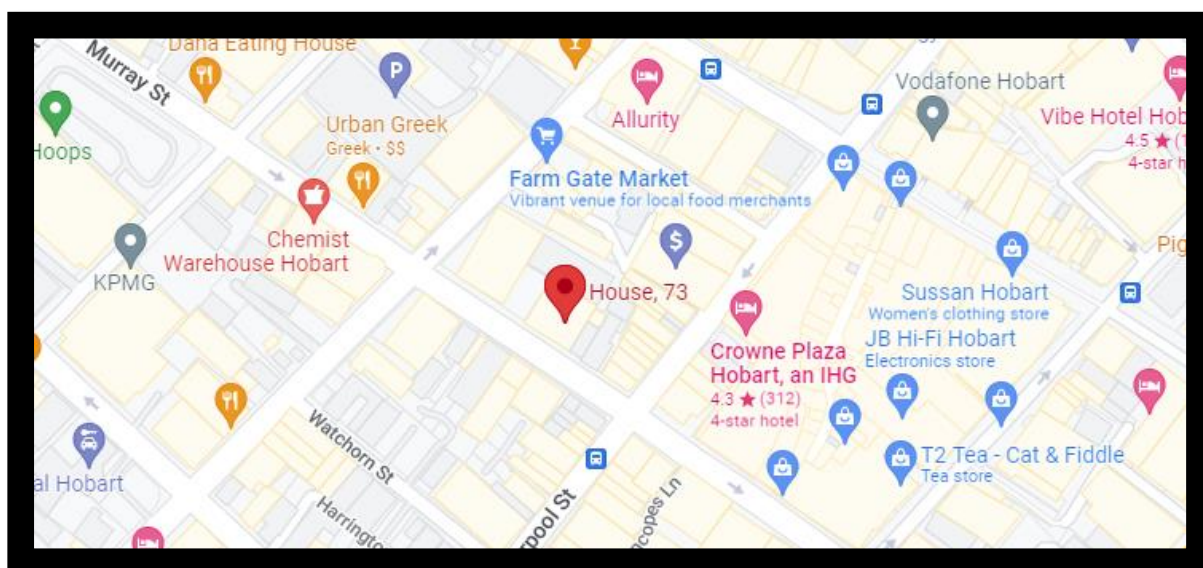 Dana Eating House
Murray St
P
Vodafone Hobart
Allurity
Vibe Hotel Hob
4.5 ★ (1
4-star h
Urban Greek
Greek • $$
Hoops
Farm Gate Market
Vibrant venue for local food merchants
Chemist
Warehouse Hobart
$
Pig
KPMG
House, 73
Sussan Hobart
Women's clothing store
JB Hi-Fi Hobart
Electronics store
Crowne Plaza
Hobart, an IHG
4.3 ★ (312)
4-star hotel
Watchorn St
T2 Tea - Cat & Fiddle
Tea store
al Hobart
Harringto
rpool St
ncopes Ln